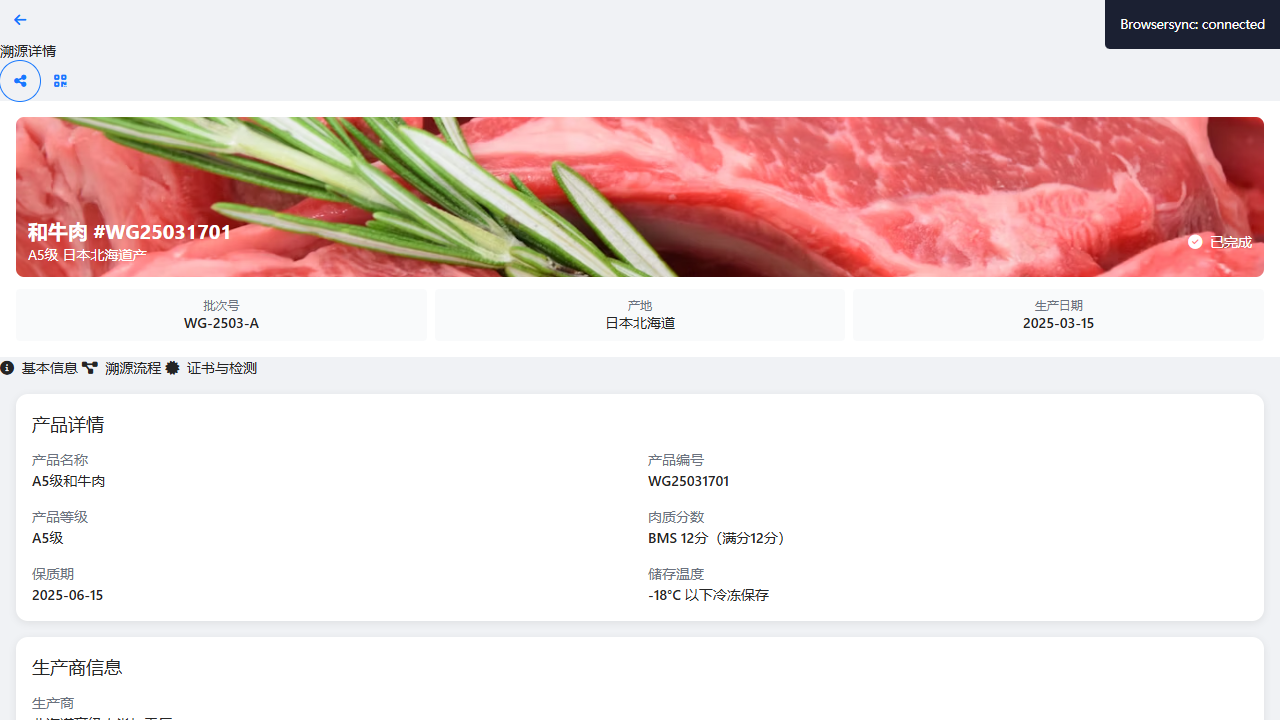 Browsersync: connected
溯源详情
和牛肉 #WG25031701
A5级 日本北海道产
已完成
批次号
WG-2503-A
产地
日本北海道
生产日期
2025-03-15
基本信息 溯源流程 证书与检测
产品详情
产品名称
A5级和牛肉
产品编号
WG25031701
产品等级
A5级
肉质分数
BMS 12分（满分12分）
保质期
2025-06-15
储存温度
-18°C 以下冷冻保存
生产商信息
生产商